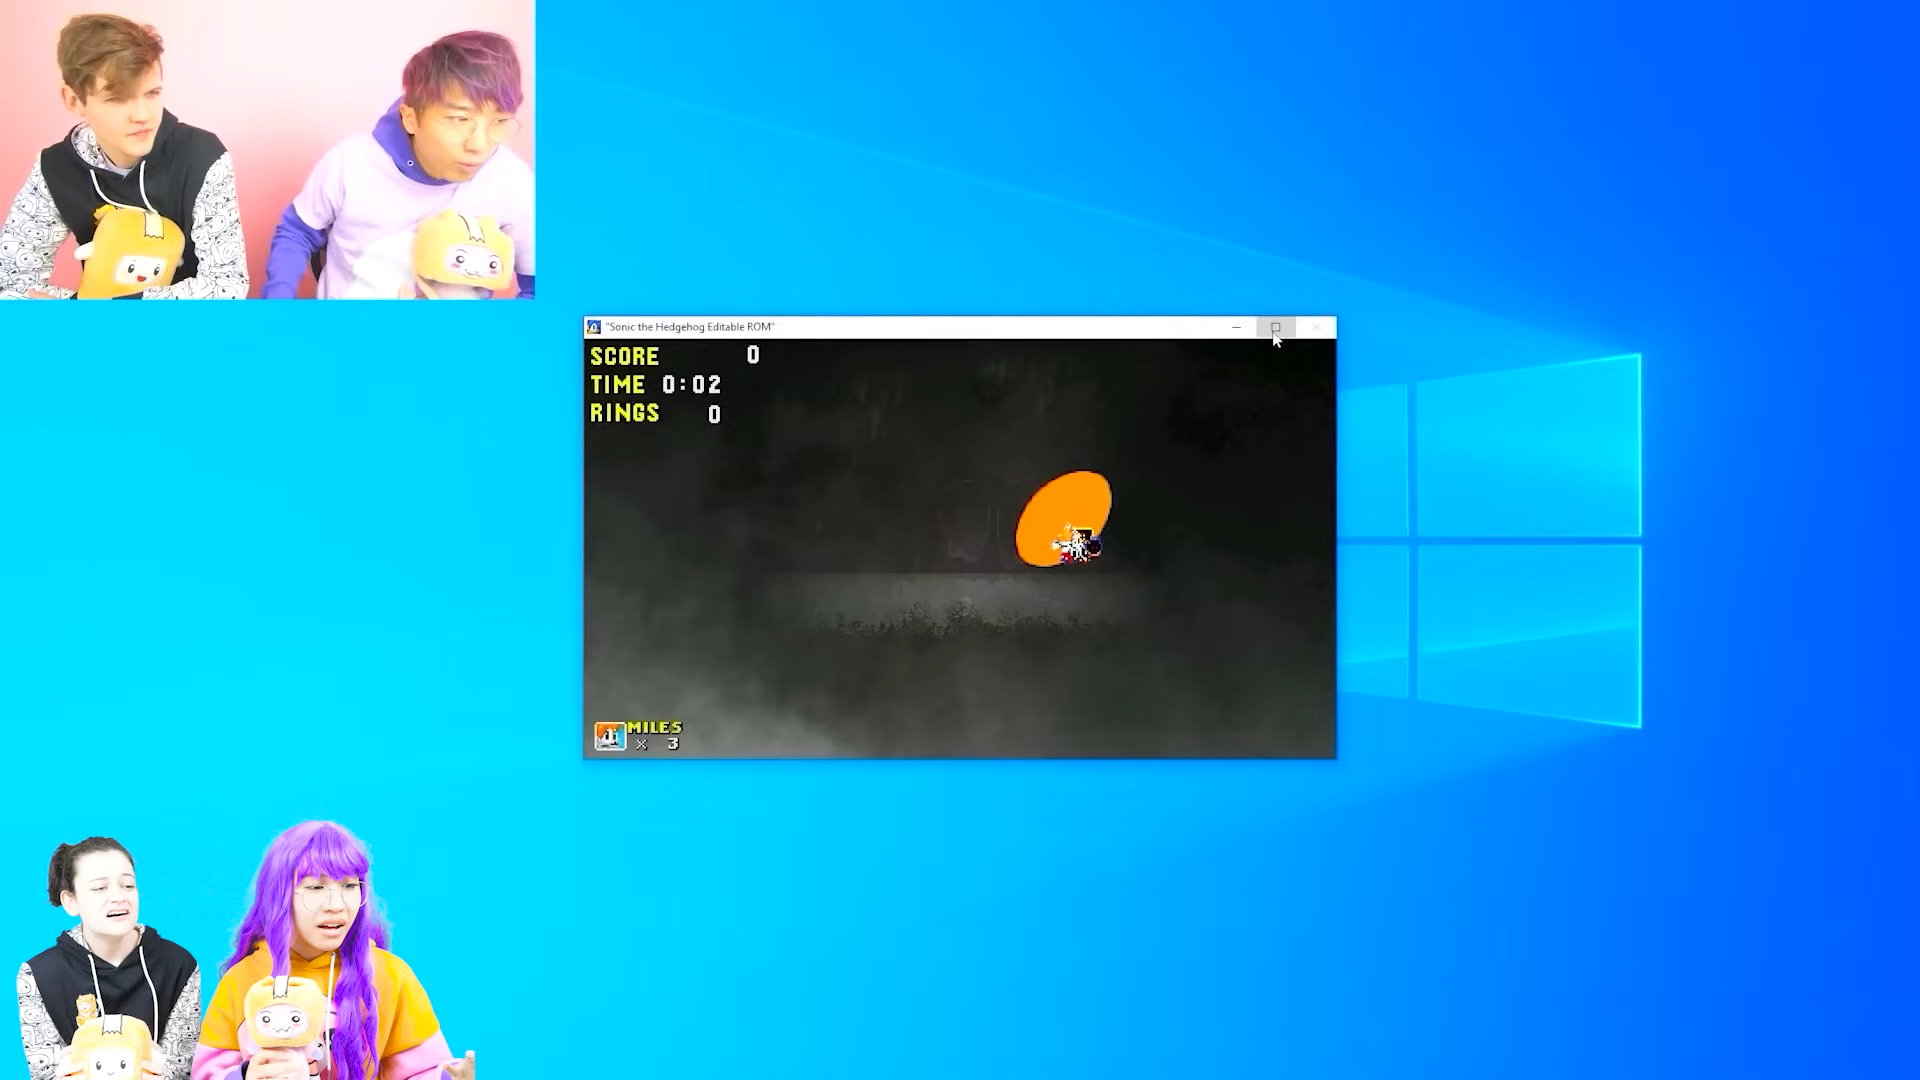 "Sonic the Hedgehog Editable ROM"
SCORE 0
TIME 0:02
RINGS 0
MILES
× 3